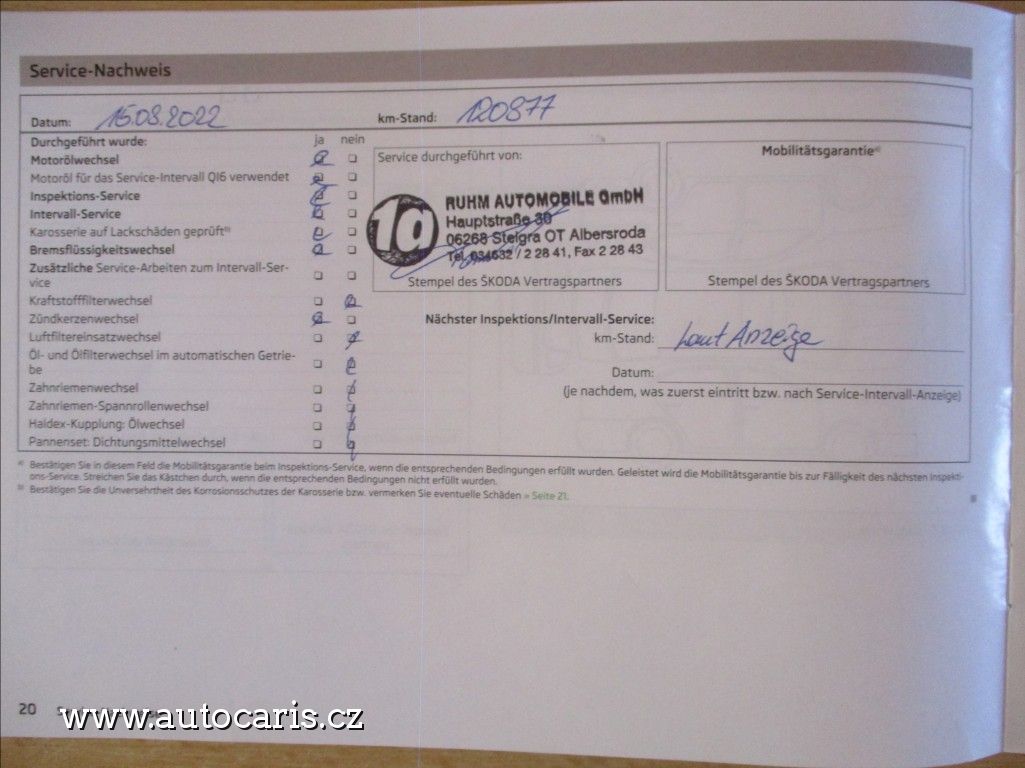 Service-Nachweis
Datum: 15.08.2022 km-Stand: 120877
Durchgeführt wurde: ja nein
Motorölwechsel
Motoröl für das Service-Intervall QI6 verwendet
Inspektions-Service
Intervall-Service
Karosserie auf Lackschäden geprüft b)
Bremsflüssigkeitswechsel
Zusätzliche Service-Arbeiten zum Intervall-Ser-
vice
Kraftstofffilterwechsel
Zündkerzenwechsel
Luftfiltereinsatzwechsel
Öl- und Ölfilterwechsel im automatischen Getrie-
be
Zahnriemenwechsel
Zahnriemen-Spannrollenwechsel
Haldex-Kupplung: Ölwechsel
Pannenset: Dichtungsmittelwechsel
Service durchgeführt von:
1a
RUHM AUTOMOBILE GmbH
Hauptstraße 30
06268 Steigra OT Albersroda
Tel. 034632 / 2 28 41, Fax 2 28 43
Stempel des ŠKODA Vertragspartners
Mobilitätsgarantie a)
Stempel des ŠKODA Vertragspartners
Nächster Inspektions/Intervall-Service:
km-Stand: Laut Anzeige
Datum:
(je nachdem, was zuerst eintritt bzw. nach Service-Intervall-Anzeige)
a) Bestätigen Sie in diesem Feld die Mobilitätsgarantie beim Inspektions-Service, wenn die entsprechenden Bedingungen erfüllt wurden. Geleistet wird die Mobilitätsgarantie bis zur Fälligkeit des nächsten Inspekti-
ons-Service. Streichen Sie das Kästchen durch, wenn die entsprechenden Bedingungen nicht erfüllt wurden.
b) Bestätigen Sie die Unversehrtheit des Korrosionsschutzes der Karosserie bzw. vermerken Sie eventuelle Schäden » Seite 21.
20
www.autocaris.cz